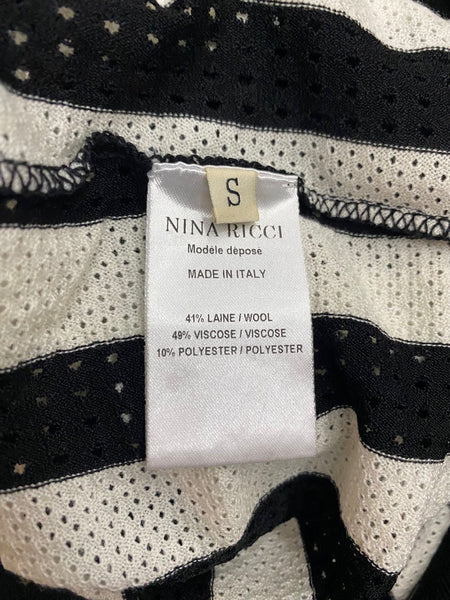 S
NINA RICCI
Modèle déposé
MADE IN ITALY
41% LAINE / WOOL
49% VISCOSE / VISCOSE
10% POLYESTER / POLYESTER